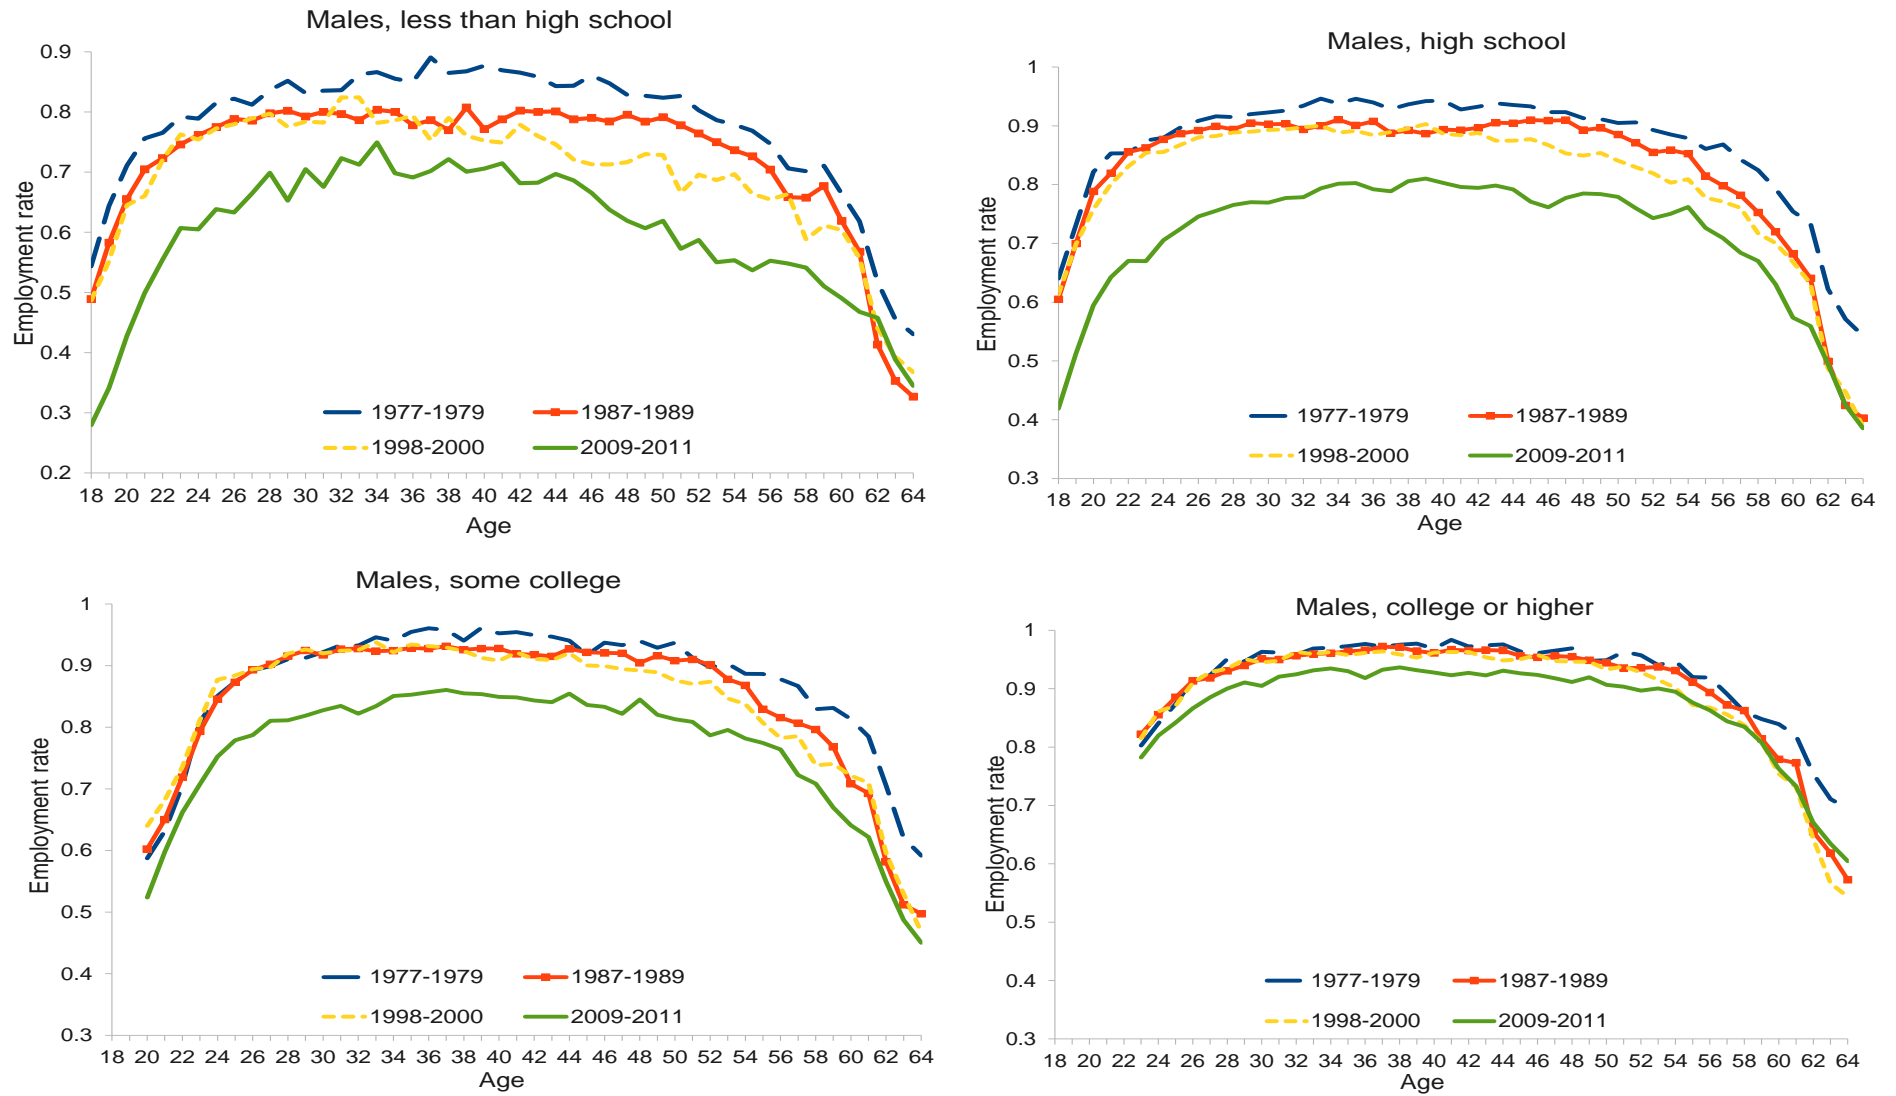 Males, less than high school
Employment rate
0.9
0.8
0.7
0.6
0.5
0.4
0.3
0.2
1977-1979 1987-1989
1998-2000 2009-2011
18 20 22 24 26 28 30 32 34 36 38 40 42 44 46 48 50 52 54 56 58 60 62 64
Age
Males, high school
Employment rate
1
0.9
0.8
0.7
0.6
0.5
0.4
0.3
1977-1979 1987-1989
1998-2000 2009-2011
18 20 22 24 26 28 30 32 34 36 38 40 42 44 46 48 50 52 54 56 58 60 62 64
Age
Males, some college
Employment rate
1
0.9
0.8
0.7
0.6
0.5
0.4
0.3
1977-1979 1987-1989
1998-2000 2009-2011
18 20 22 24 26 28 30 32 34 36 38 40 42 44 46 48 50 52 54 56 58 60 62 64
Age
Males, college or higher
Employment rate
1
0.9
0.8
0.7
0.6
0.5
0.4
0.3
1977-1979 1987-1989
1998-2000 2009-2011
18 20 22 24 26 28 30 32 34 36 38 40 42 44 46 48 50 52 54 56 58 60 62 64
Age